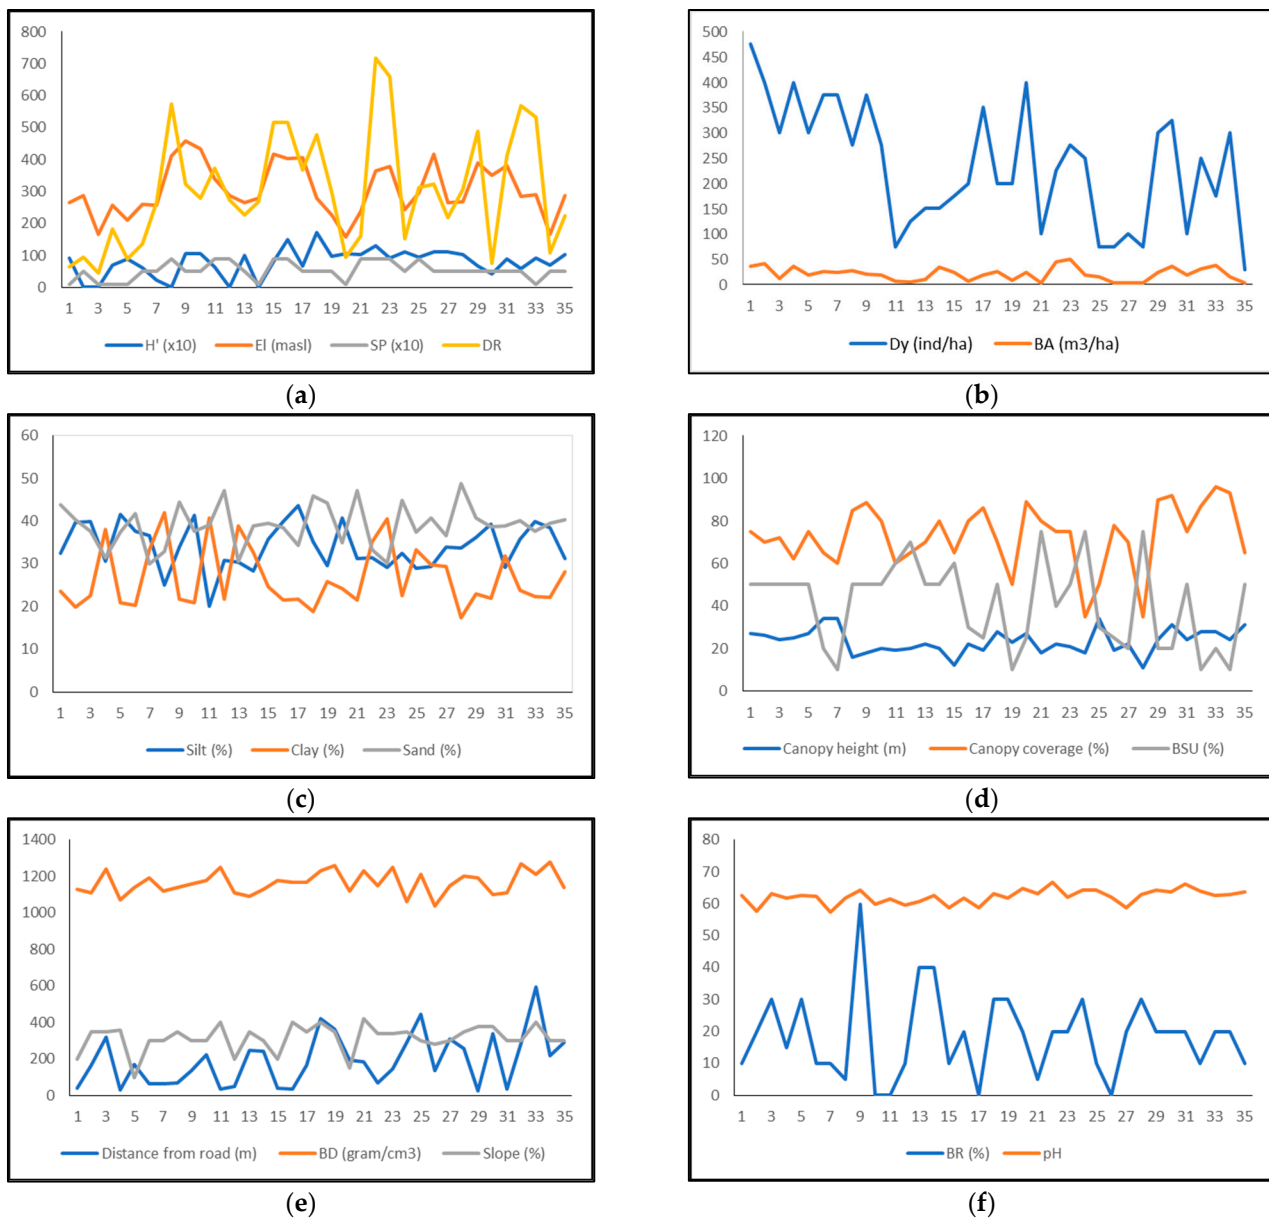 800
700
600
500
400
300
200
100
0
1 3 5 7 9 11 13 15 17 19 21 23 25 27 29 31 33 35
H' (x10) El (masl) SP (x10) DR
(a)
500
450
400
350
300
250
200
150
100
50
0
1 3 5 7 9 11 13 15 17 19 21 23 25 27 29 31 33 35
Dy (ind/ha) BA (m3/ha)
(b)
60
50
40
30
20
10
0
1 3 5 7 9 11 13 15 17 19 21 23 25 27 29 31 33 35
Silt (%) Clay (%) Sand (%)
(c)
120
100
80
60
40
20
0
1 3 5 7 9 11 13 15 17 19 21 23 25 27 29 31 33 35
Canopy height (m) Canopy coverage (%) BSU (%)
(d)
1400
1200
1000
800
600
400
200
0
1 3 5 7 9 11 13 15 17 19 21 23 25 27 29 31 33 35
Distance from road (m) BD (gram/cm3) Slope (%)
(e)
80
70
60
50
40
30
20
10
0
1 3 5 7 9 11 13 15 17 19 21 23 25 27 29 31 33 35
BR (%) pH
(f)